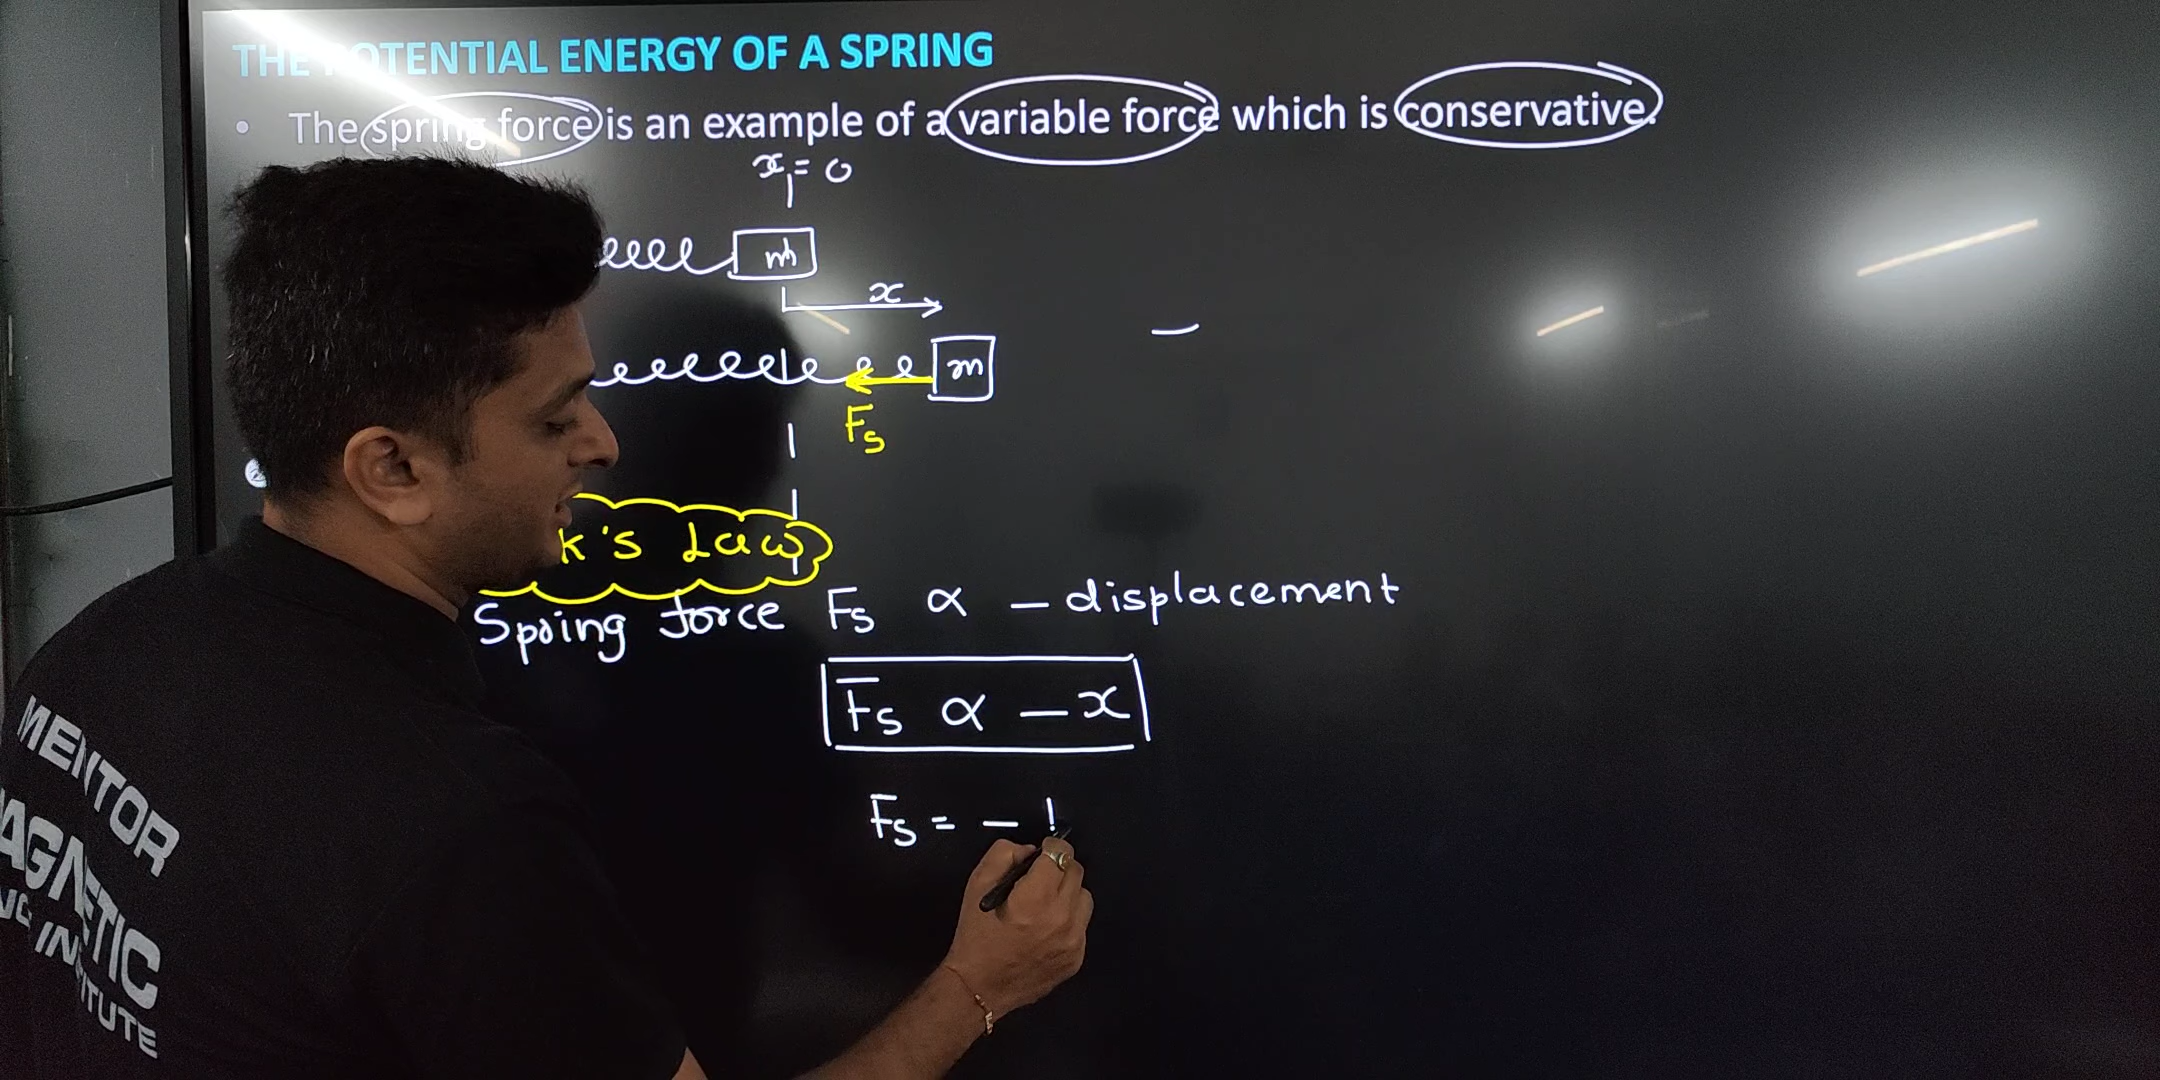 THE POTENTIAL ENERGY OF A SPRING
• The spring force is an example of a variable force which is conservative.
x = 0
m
x
m
Fs
k's Law
Spring force Fs ∝ – displacement
Fs ∝ – x
Fs = –
MENTOR
AGNETIC